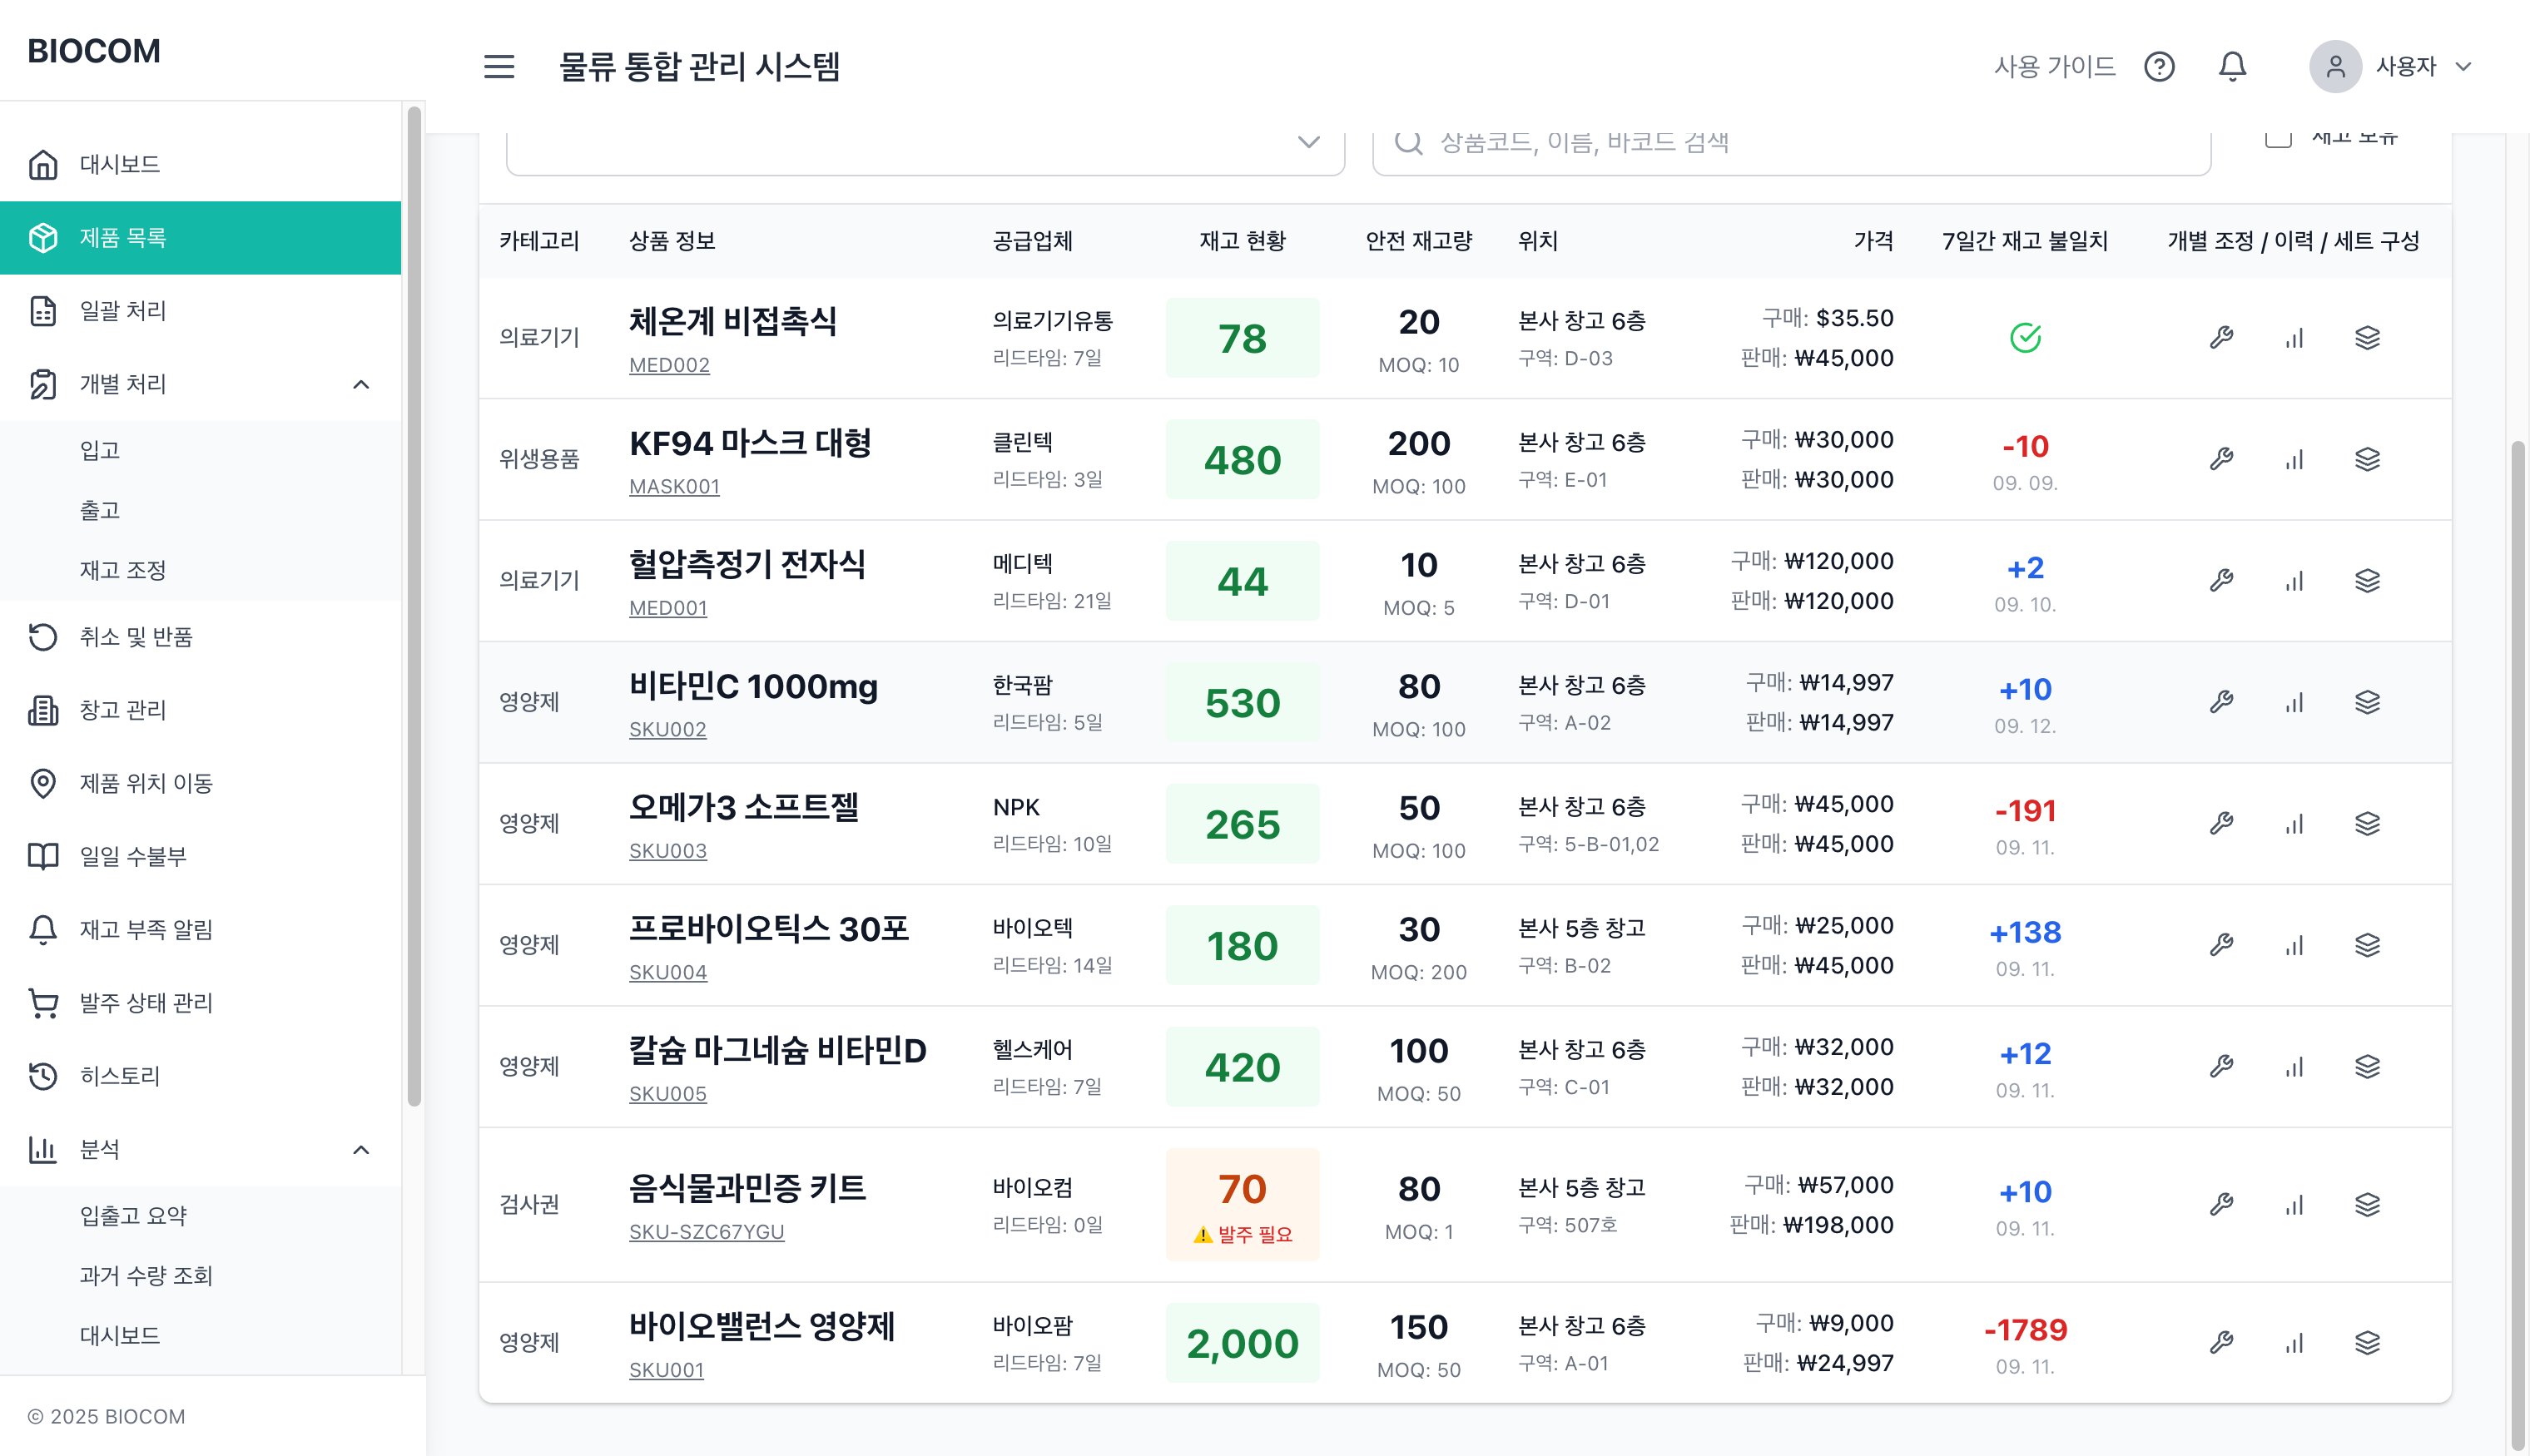 BIOCOM
물류 통합 관리 시스템
사용 가이드
사용자
대시보드
제품 목록
일괄 처리
개별 처리
입고
출고
재고 조정
취소 및 반품
창고 관리
제품 위치 이동
일일 수불부
재고 부족 알림
발주 상태 관리
히스토리
분석
입출고 요약
과거 수량 조회
대시보드
© 2025 BIOCOM
상품코드, 이름, 바코드 검색
재고 보유
카테고리 상품 정보 공급업체 재고 현황 안전 재고량 위치 가격 7일간 재고 불일치 개별 조정 / 이력 / 세트 구성
의료기기
체온계 비접촉식
MED002
의료기기유통
리드타임: 7일
78
20
MOQ: 10
본사 창고 6층
구역: D-03
구매: $35.50
판매: ₩45,000
위생용품
KF94 마스크 대형
MASK001
클린텍
리드타임: 3일
480
200
MOQ: 100
본사 창고 6층
구역: E-01
구매: ₩30,000
판매: ₩30,000
-10
09. 09.
의료기기
혈압측정기 전자식
MED001
메디텍
리드타임: 21일
44
10
MOQ: 5
본사 창고 6층
구역: D-01
구매: ₩120,000
판매: ₩120,000
+2
09. 10.
영양제
비타민C 1000mg
SKU002
한국팜
리드타임: 5일
530
80
MOQ: 100
본사 창고 6층
구역: A-02
구매: ₩14,997
판매: ₩14,997
+10
09. 12.
영양제
오메가3 소프트젤
SKU003
NPK
리드타임: 10일
265
50
MOQ: 100
본사 창고 6층
구역: 5-B-01,02
구매: ₩45,000
판매: ₩45,000
-191
09. 11.
영양제
프로바이오틱스 30포
SKU004
바이오텍
리드타임: 14일
180
30
MOQ: 200
본사 5층 창고
구역: B-02
구매: ₩25,000
판매: ₩45,000
+138
09. 11.
영양제
칼슘 마그네슘 비타민D
SKU005
헬스케어
리드타임: 7일
420
100
MOQ: 50
본사 창고 6층
구역: C-01
구매: ₩32,000
판매: ₩32,000
+12
09. 11.
검사권
음식물과민증 키트
SKU-SZC67YGU
바이오컴
리드타임: 0일
70
⚠️ 발주 필요
80
MOQ: 1
본사 5층 창고
구역: 507호
구매: ₩57,000
판매: ₩198,000
+10
09. 11.
영양제
바이오밸런스 영양제
SKU001
바이오팜
리드타임: 7일
2,000
150
MOQ: 50
본사 창고 6층
구역: A-01
구매: ₩9,000
판매: ₩24,997
-1789
09. 11.